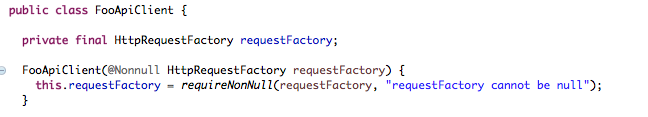 public class FooApiClient {
private final HttpRequestFactory requestFactory;
FooApiClient(@Nonnull HttpRequestFactory requestFactory) {
this.requestFactory = requireNonNull(requestFactory, "requestFactory cannot be null");
}